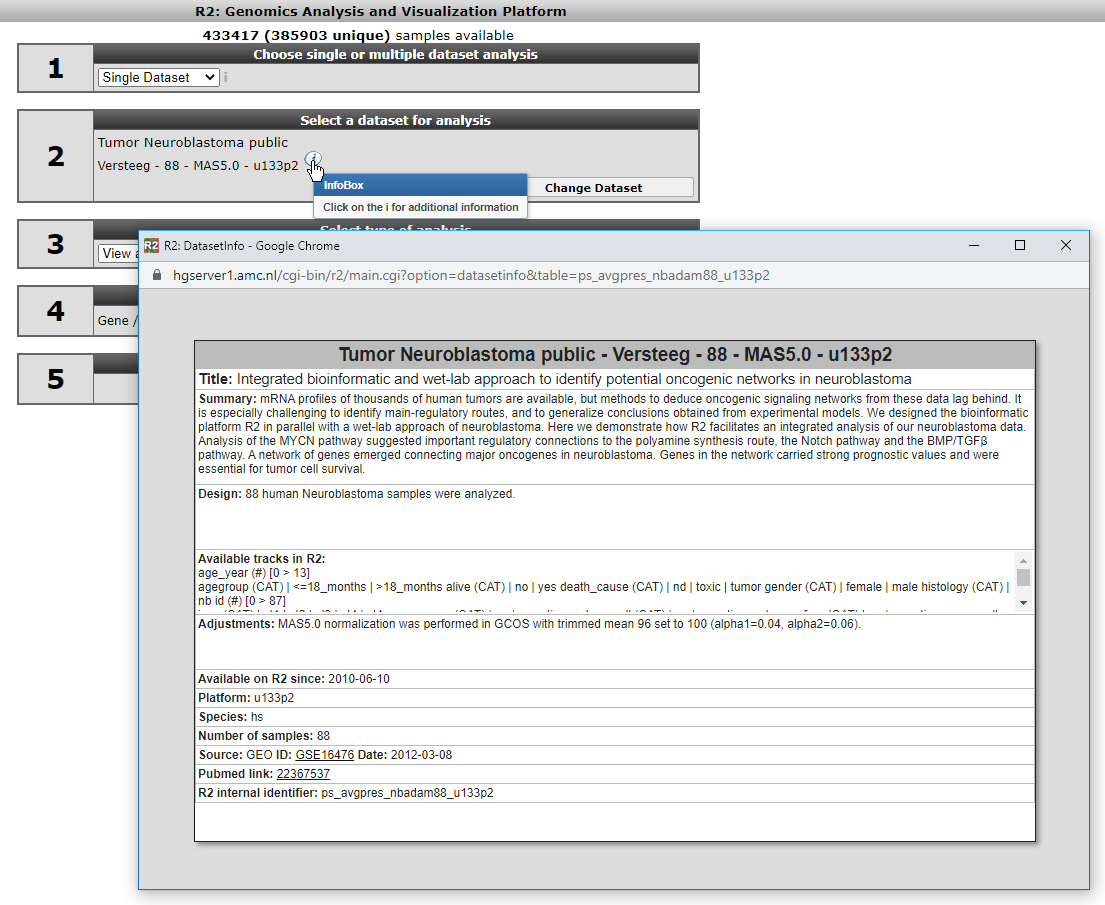 R2: Genomics Analysis and Visualization Platform
433417 (385903 unique) samples available
1
Choose single or multiple dataset analysis
Single Dataset
i
2
Select a dataset for analysis
Tumor Neuroblastoma public
Versteeg - 88 - MAS5.0 - u133p2
InfoBox
Click on the i for additional information
Change Dataset
3
Select type of analysis
View a
4
Gene /
5
R2 R2: DatasetInfo - Google Chrome
hgserver1.amc.nl/cgi-bin/r2/main.cgi?option=datasetinfo&table=ps_avgpres_nbadam88_u133p2
Tumor Neuroblastoma public - Versteeg - 88 - MAS5.0 - u133p2
Title: Integrated bioinformatic and wet-lab approach to identify potential oncogenic networks in neuroblastoma
Summary: mRNA profiles of thousands of human tumors are available, but methods to deduce oncogenic signaling networks from these data lag behind. It
is especially challenging to identify main-regulatory routes, and to generalize conclusions obtained from experimental models. We designed the bioinformatic
platform R2 in parallel with a wet-lab approach of neuroblastoma. Here we demonstrate how R2 facilitates an integrated analysis of our neuroblastoma data.
Analysis of the MYCN pathway suggested important regulatory connections to the polyamine synthesis route, the Notch pathway and the BMP/TGFβ
pathway. A network of genes emerged connecting major oncogenes in neuroblastoma. Genes in the network carried strong prognostic values and were
essential for tumor cell survival.
Design: 88 human Neuroblastoma samples were analyzed.
Available tracks in R2:
age_year (#) [0 > 13]
agegroup (CAT) | <=18_months | >18_months alive (CAT) | no | yes death_cause (CAT) | nd | toxic | tumor gender (CAT) | female | male histology (CAT) |
nb id (#) [0 > 87]
Adjustments: MAS5.0 normalization was performed in GCOS with trimmed mean 96 set to 100 (alpha1=0.04, alpha2=0.06).
Available on R2 since: 2010-06-10
Platform: u133p2
Species: hs
Number of samples: 88
Source: GEO ID: GSE16476 Date: 2012-03-08
Pubmed link: 22367537
R2 internal identifier: ps_avgpres_nbadam88_u133p2